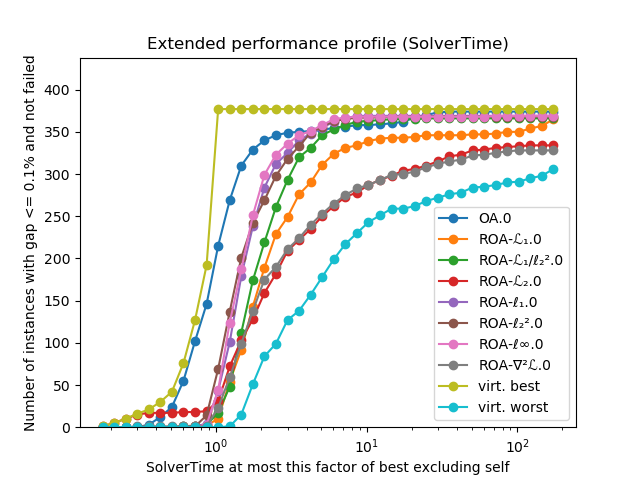 Extended performance profile (SolverTime)
Number of instances with gap <= 0.1% and not failed
400
350
300
250
200
150
100
50
0
10⁰
10¹
10²
SolverTime at most this factor of best excluding self
OA.0
ROA-ℒ₁.0
ROA-ℒ₁/ℓ₂².0
ROA-ℒ₂.0
ROA-ℓ₁.0
ROA-ℓ₂².0
ROA-ℓ∞.0
ROA-∇²ℒ.0
virt. best
virt. worst